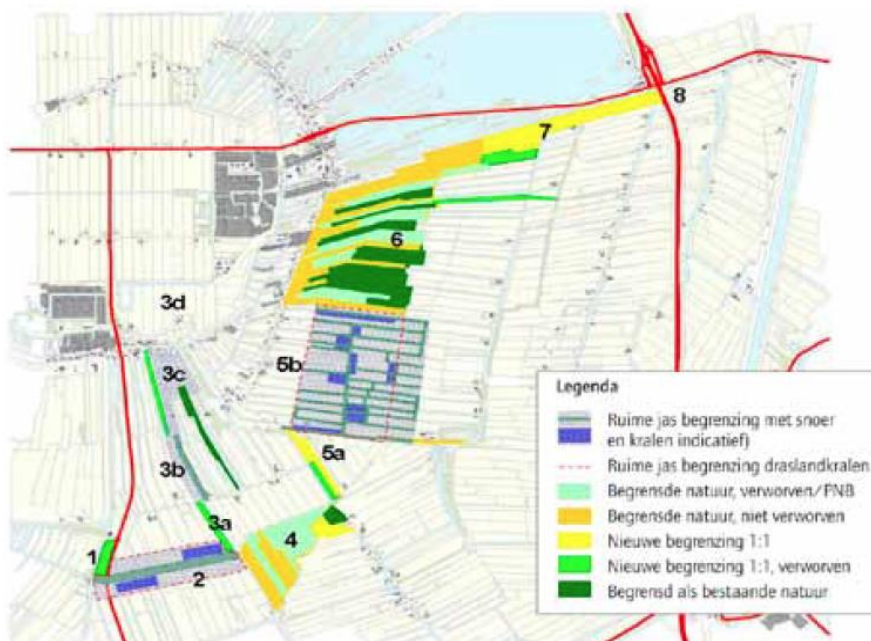 8
7
6
3d
5b
3c
5a
3b
3a
4
1
2
Legenda
Ruime jas begrenzing met snoer
en kralen indicatief)
Ruime jas begrenzing draslandkralen
Begrensde natuur, verworven/PNB
Begrensde natuur, niet verworven
Nieuwe begrenzing 1:1
Nieuwe begrenzing 1:1, verworven
Begrensd als bestaande natuur